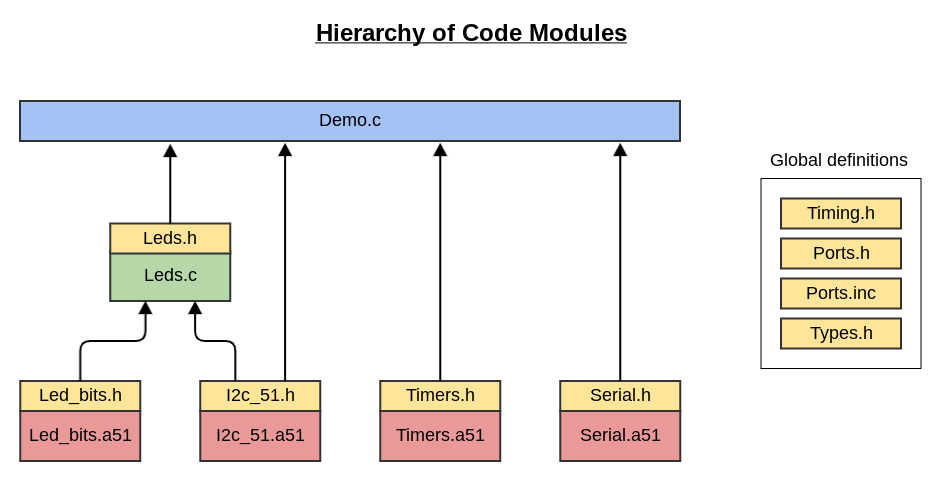 Hierarchy of Code Modules
Demo.c
Global definitions
Timing.h
Ports.h
Ports.inc
Types.h
Leds.h
Leds.c
Led_bits.h
Led_bits.a51
I2c_51.h
I2c_51.a51
Timers.h
Timers.a51
Serial.h
Serial.a51